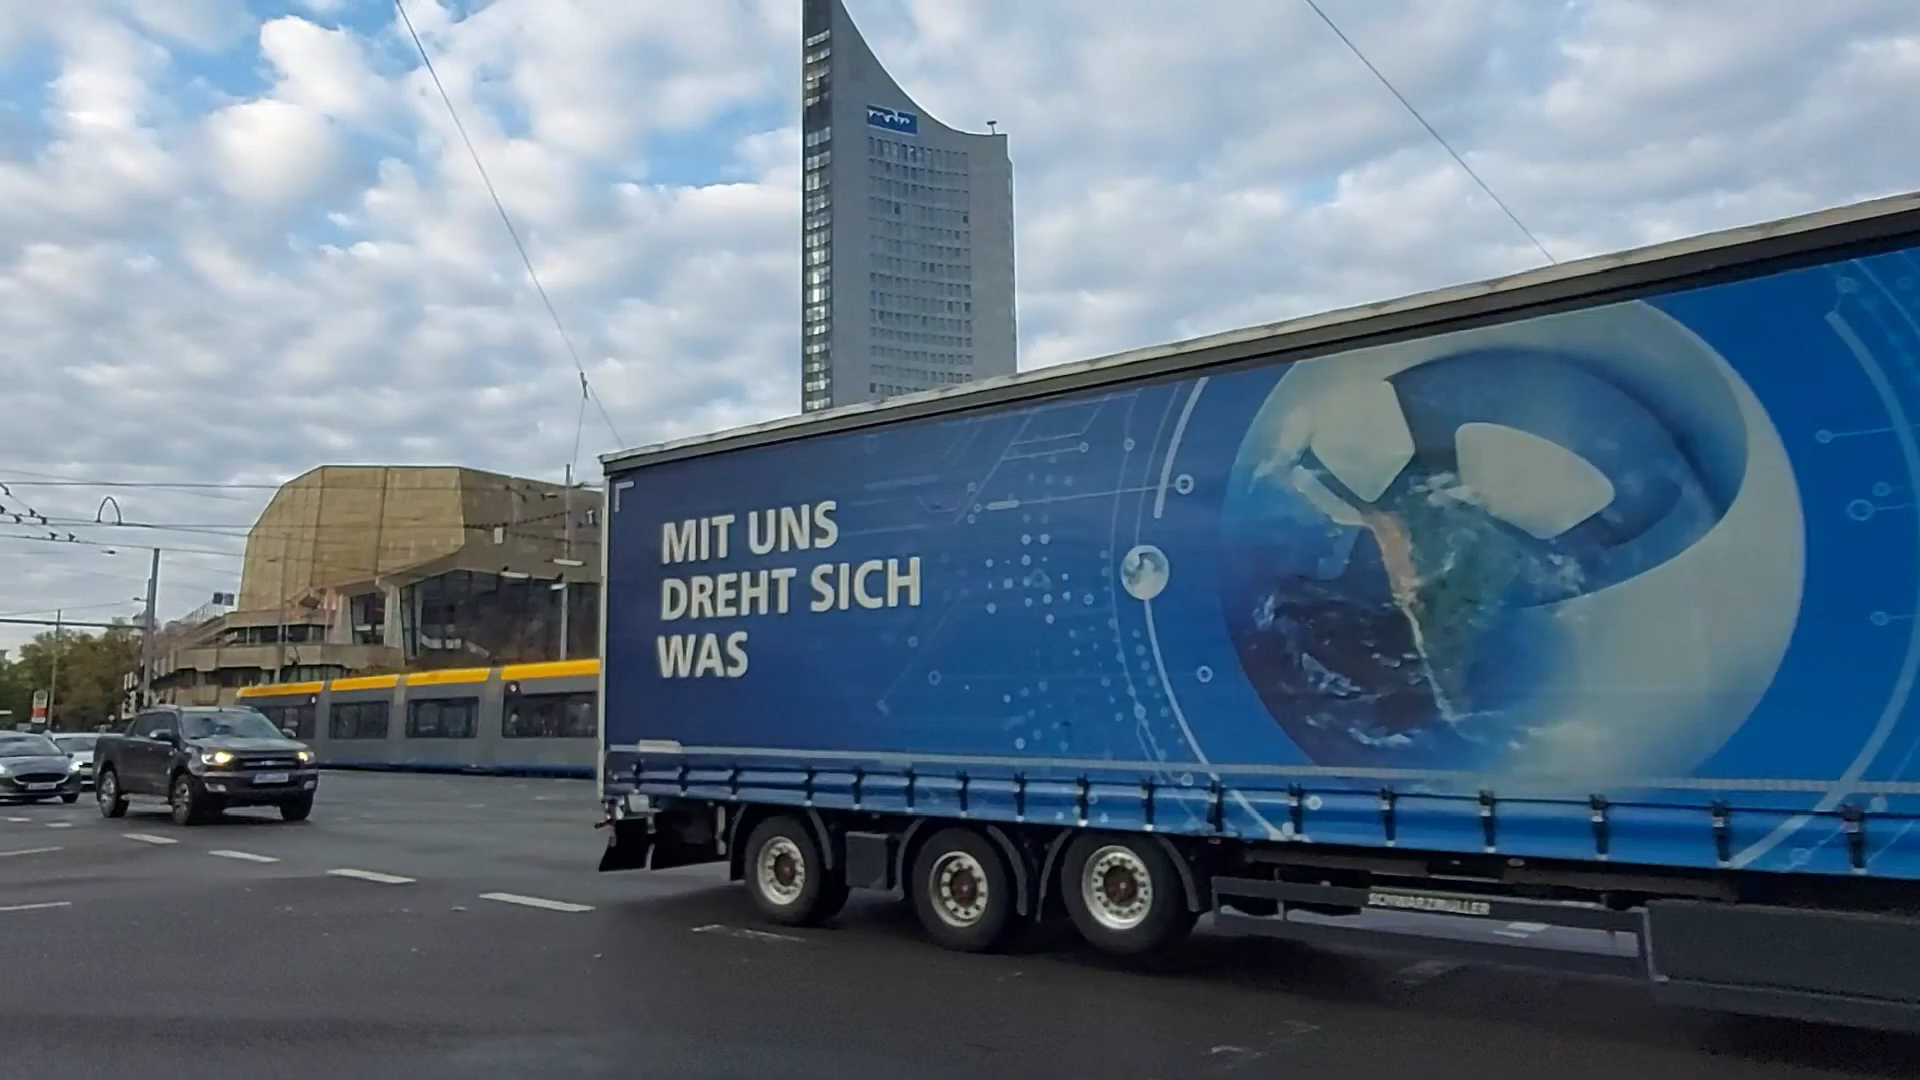 mdr
MIT UNS
DREHT SICH
WAS
SCHWARZMÜLLER